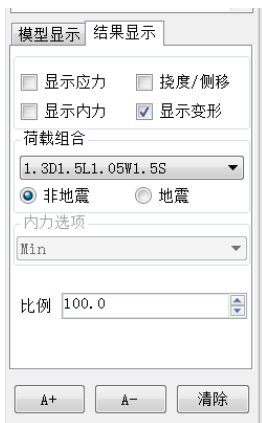 模型显示 结果显示
显示应力 挠度/侧移
显示内力 显示变形
荷载组合
1.3D1.5L1.05W1.5S
非地震 地震
内力选项
Min
比例 100.0
A+ A- 清除